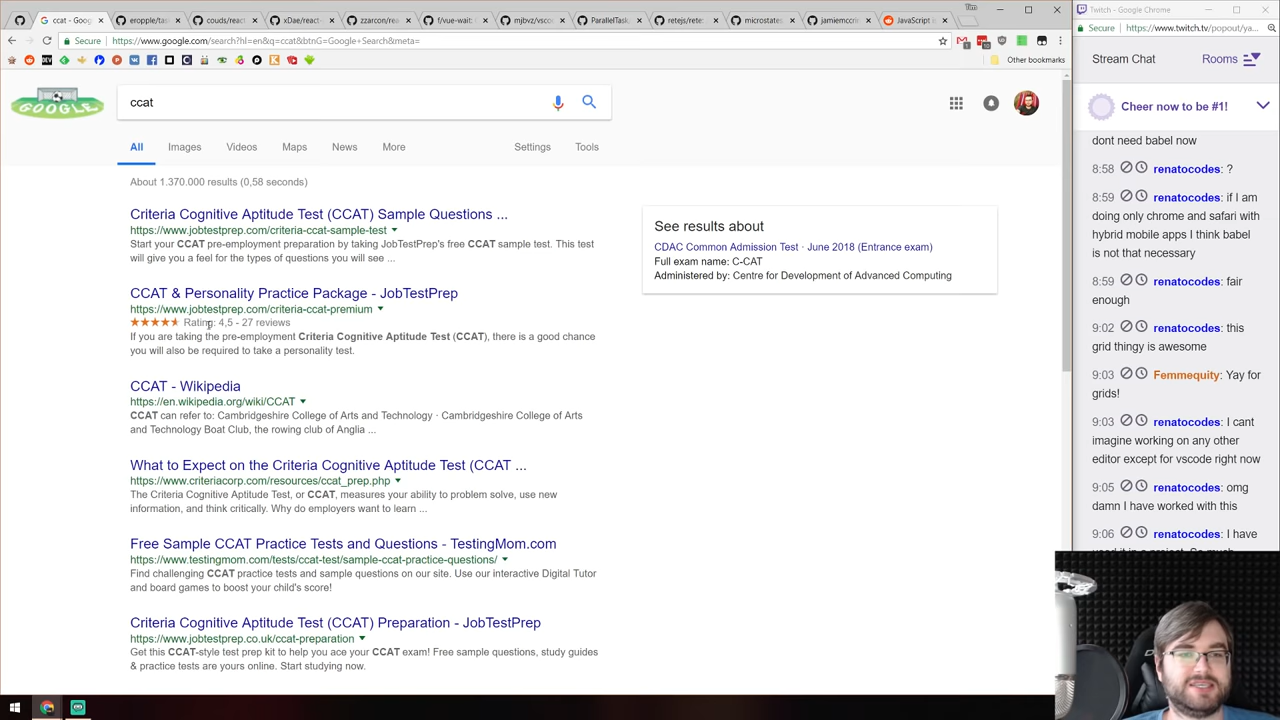 Tim
ccat - Goo
eropple/tas
couds/react
xDae/react-
zzarcon/rea
f/vue-wait:
mjbvz/vsco
ParallelTask
retejs/rete:
microstates
jamiemccri
JavaScript i
Secure https://www.google.com/search?hl=en&q=ccat&btnG=Google+Search&meta=
Other bookmarks
GOOGLE
ccat
All Images Videos Maps News More Settings Tools
About 1.370.000 results (0,58 seconds)
Criteria Cognitive Aptitude Test (CCAT) Sample Questions ...
https://www.jobtestprep.com/criteria-ccat-sample-test
Start your CCAT pre-employment preparation by taking JobTestPrep's free CCAT sample test. This test
will give you a feel for the types of questions you will see ...
CCAT & Personality Practice Package - JobTestPrep
https://www.jobtestprep.com/criteria-ccat-premium
Rating: 4,5 - 27 reviews
If you are taking the pre-employment Criteria Cognitive Aptitude Test (CCAT), there is a good chance
you will also be required to take a personality test.
CCAT - Wikipedia
https://en.wikipedia.org/wiki/CCAT
CCAT can refer to: Cambridgeshire College of Arts and Technology · Cambridgeshire College of Arts
and Technology Boat Club, the rowing club of Anglia ...
What to Expect on the Criteria Cognitive Aptitude Test (CCAT ...
https://www.criteriacorp.com/resources/ccat_prep.php
The Criteria Cognitive Aptitude Test, or CCAT, measures your ability to problem solve, use new
information, and think critically. Why do employers want to learn ...
Free Sample CCAT Practice Tests and Questions - TestingMom.com
https://www.testingmom.com/tests/ccat-test/sample-ccat-practice-questions/
Find challenging CCAT practice tests and sample questions on our site. Use our interactive Digital Tutor
and board games to boost your child's score!
Criteria Cognitive Aptitude Test (CCAT) Preparation - JobTestPrep
https://www.jobtestprep.co.uk/ccat-preparation
Get this CCAT-style test prep kit to help you ace your CCAT exam! Free sample questions, study guides
& practice tests are yours online. Start studying now.
See results about
CDAC Common Admission Test · June 2018 (Entrance exam)
Full exam name: C-CAT
Administered by: Centre for Development of Advanced Computing
Twitch - Google Chrome
Secure https://www.twitch.tv/popout/ya...
Stream Chat Rooms
Cheer now to be #1!
dont need babel now
8:58 renatocodes: ?
8:59 renatocodes: if I am
doing only chrome and safari with
hybrid mobile apps I think babel
is not that necessary
8:59 renatocodes: fair
enough
9:02 renatocodes: this
grid thingy is awesome
9:03 Femmequity: Yay for
grids!
9:03 renatocodes: I cant
imagine working on any other
editor except for vscode right now
9:05 renatocodes: omg
damn I have worked with this
9:06 renatocodes: I have